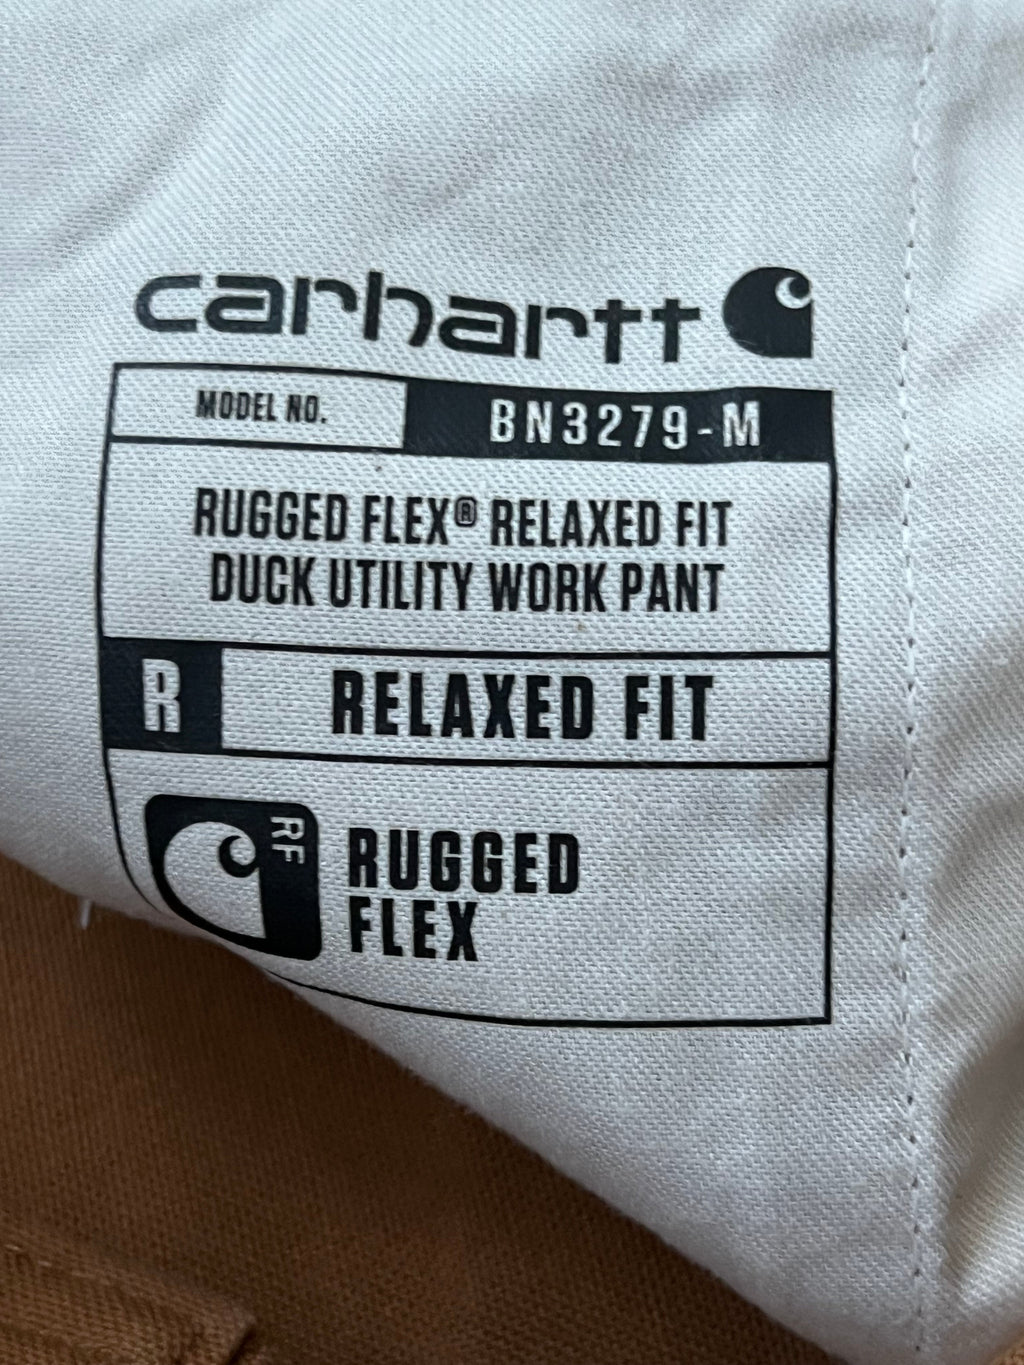 carhartt
MODEL NO. BN3279-M
RUGGED FLEX® RELAXED FIT
DUCK UTILITY WORK PANT
R RELAXED FIT
RF
RUGGED
FLEX